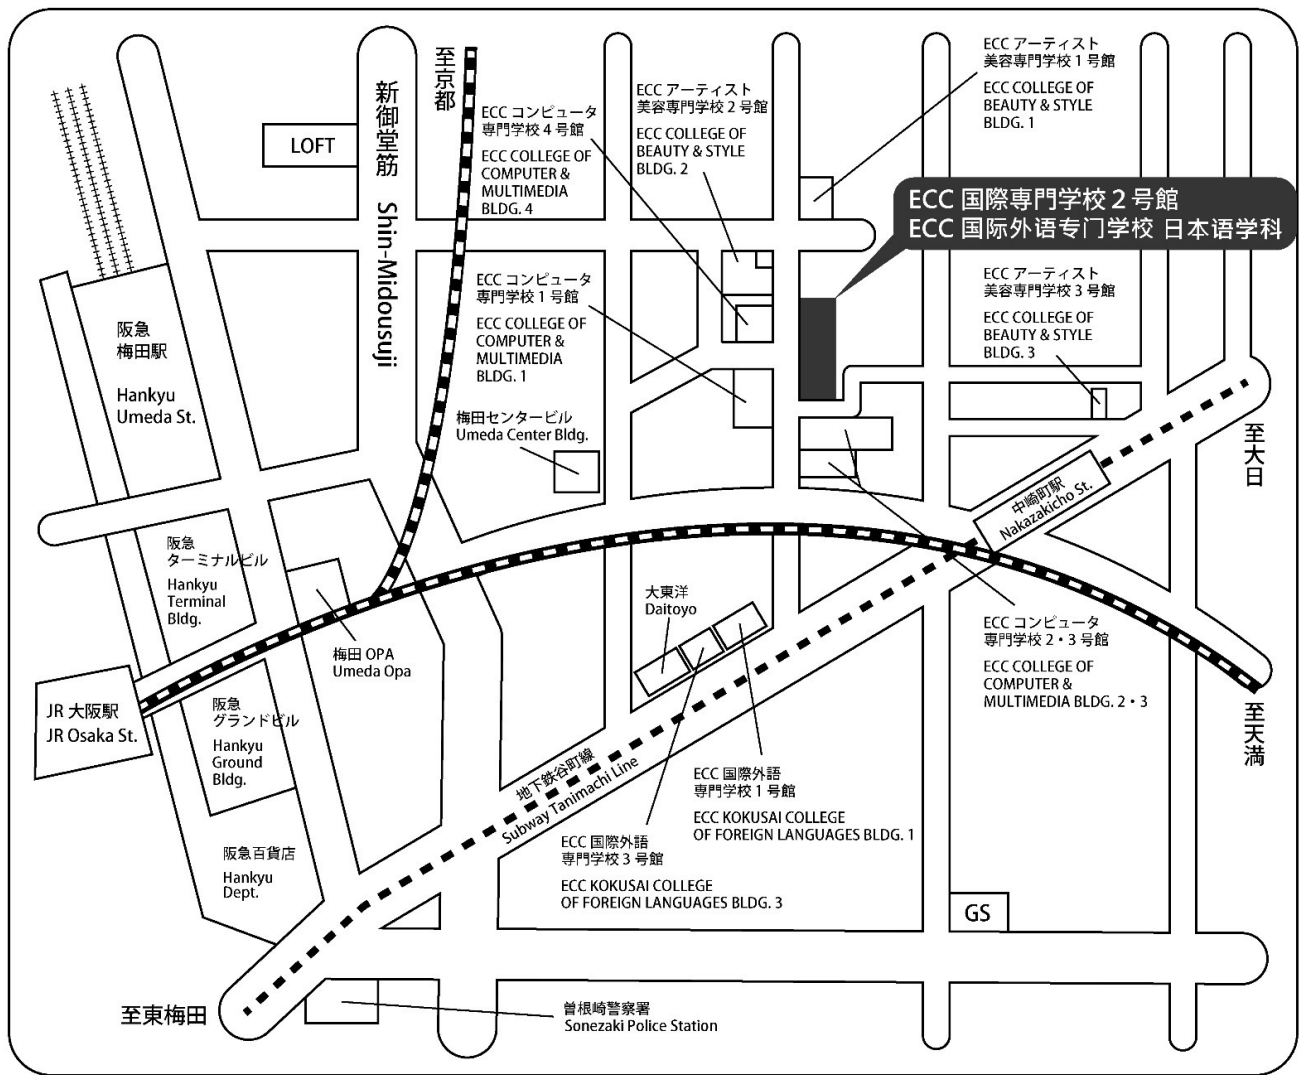 至京都
新御堂筋 Shin-Midousuji
LOFT
ECC コンピュータ
専門学校 4 号館
ECC COLLEGE OF
COMPUTER &
MULTIMEDIA
BLDG. 4
ECC アーティスト
美容専門学校 2 号館
ECC COLLEGE OF
BEAUTY & STYLE
BLDG. 2
ECC アーティスト
美容専門学校 1 号館
ECC COLLEGE OF
BEAUTY & STYLE
BLDG. 1
ECC 国際専門学校 2 号館
ECC 国际外语专门学校 日本语学科
ECC コンピュータ
専門学校 1 号館
ECC COLLEGE OF
COMPUTER &
MULTIMEDIA
BLDG. 1
ECC アーティスト
美容専門学校 3 号館
ECC COLLEGE OF
BEAUTY & STYLE
BLDG. 3
阪急
梅田駅
Hankyu
Umeda St.
梅田センタービル
Umeda Center Bldg.
至大日
中崎町駅
Nakazakicho St.
阪急
ターミナルビル
Hankyu
Terminal
Bldg.
大東洋
Daitoyo
梅田 OPA
Umeda Opa
ECC コンピュータ
専門学校 2・3 号館
ECC COLLEGE OF
COMPUTER &
MULTIMEDIA BLDG. 2・3
JR 大阪駅
JR Osaka St.
阪急
グランドビル
Hankyu
Ground
Bldg.
至天満
地下鉄谷町線
Subway Tanimachi Line
ECC 国際外語
専門学校 1 号館
ECC KOKUSAI COLLEGE
OF FOREIGN LANGUAGES BLDG. 1
ECC 国際外語
専門学校 3 号館
ECC KOKUSAI COLLEGE
OF FOREIGN LANGUAGES BLDG. 3
阪急百貨店
Hankyu
Dept.
GS
至東梅田
曽根崎警察署
Sonezaki Police Station